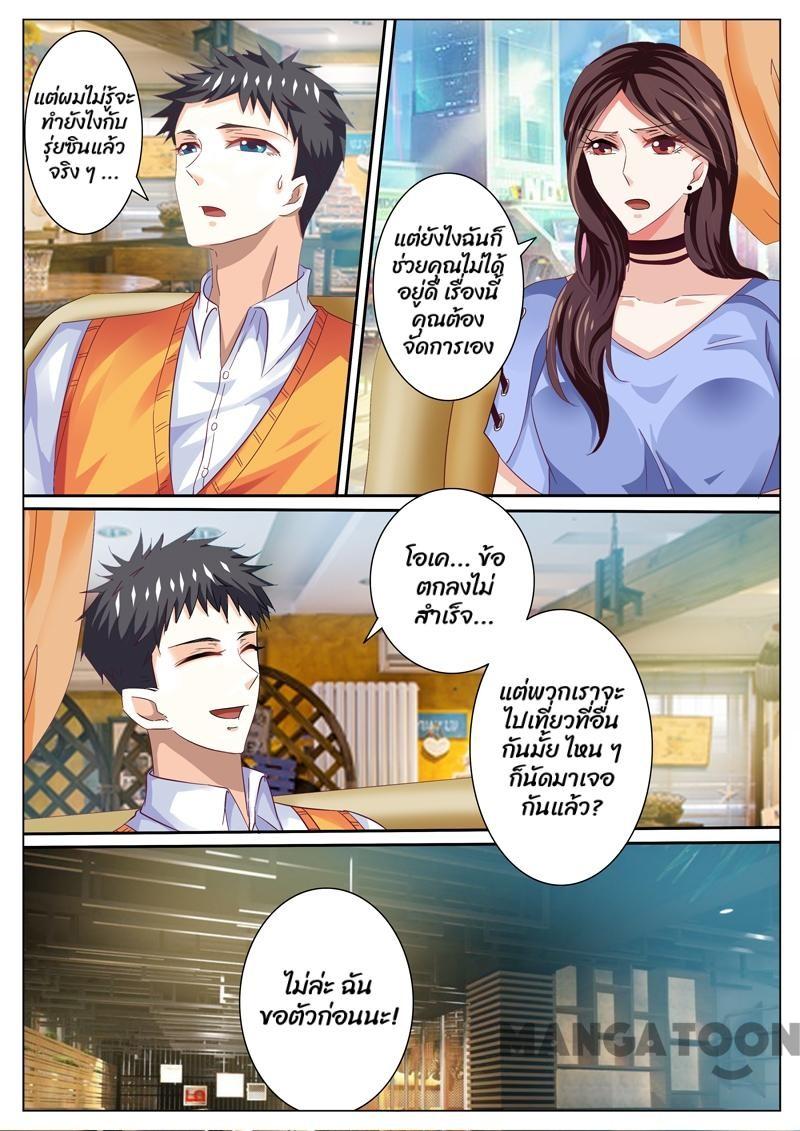 แต่ผมไม่รู้จะ
ทำยังไงกับ
รุ่ยซินแล้ว
จริง ๆ ...
แต่ยังไงฉันก็
ช่วยคุณไม่ได้
อยู่ดี เรื่องนี้
คุณต้อง
จัดการเอง
โอเค... ข้อ
ตกลงไม่
สำเร็จ...
แต่พวกเราจะ
ไปเที่ยวที่อื่น
กันมั้ย ไหน ๆ
ก็นัดมาเจอ
กันแล้ว?
ไม่ล่ะ ฉัน
ขอตัวก่อนนะ!
MANGATOON